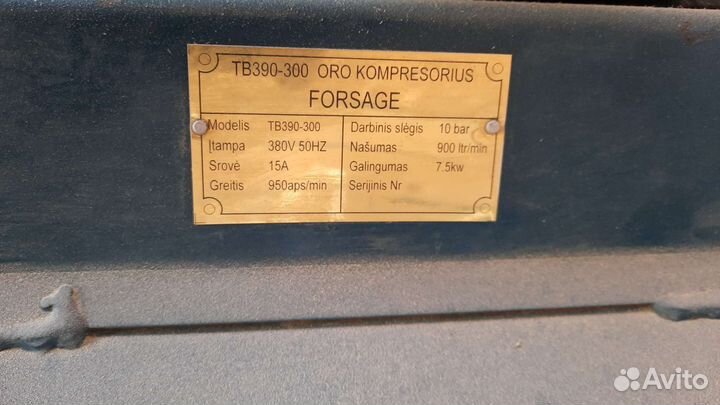 TB390-300 ORO KOMPRESORIUS
FORSAGE
Modelis TB390-300
Įtampa 380V 50HZ
Srovė 15A
Greitis 950aps/min
Darbinis slėgis 10 bar
Našumas 900 ltr/min
Galingumas 7.5kw
Serijinis Nr
Avito